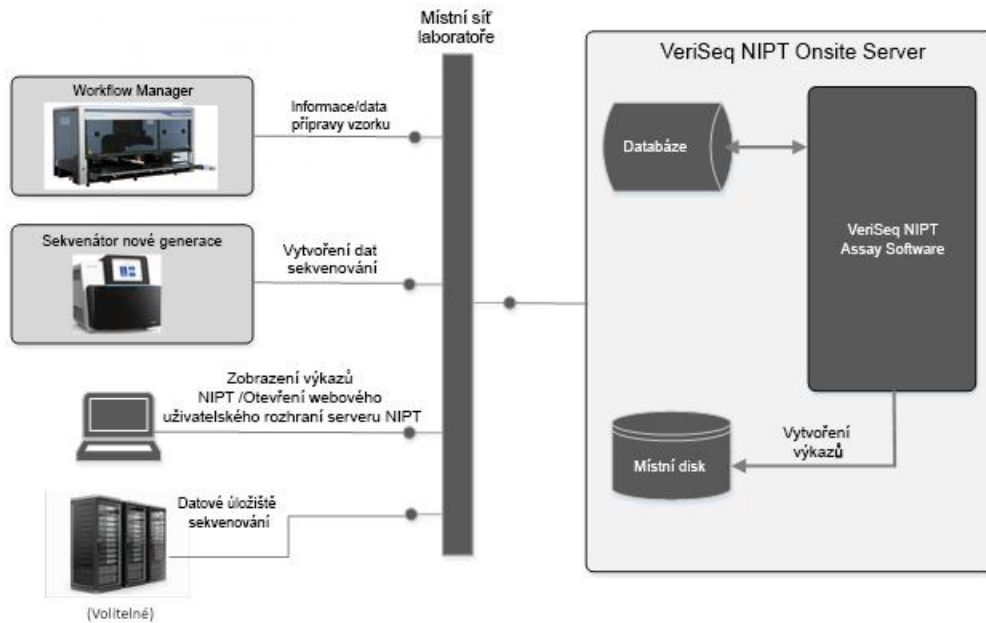 Místní síť
laboratoře
VeriSeq NIPT Onsite Server
Workflow Manager
Informace/data
přípravy vzorku
Databáze
VeriSeq NIPT
Assay Software
Sekvenátor nové generace
Vytvoření dat
sekvenování
Zobrazení výkazů
NIPT /Otevření webového
uživatelského rozhraní serveru NIPT
Místní disk
Vytvoření
výkazů
Datové úložiště
sekvenování
(Volitelné)